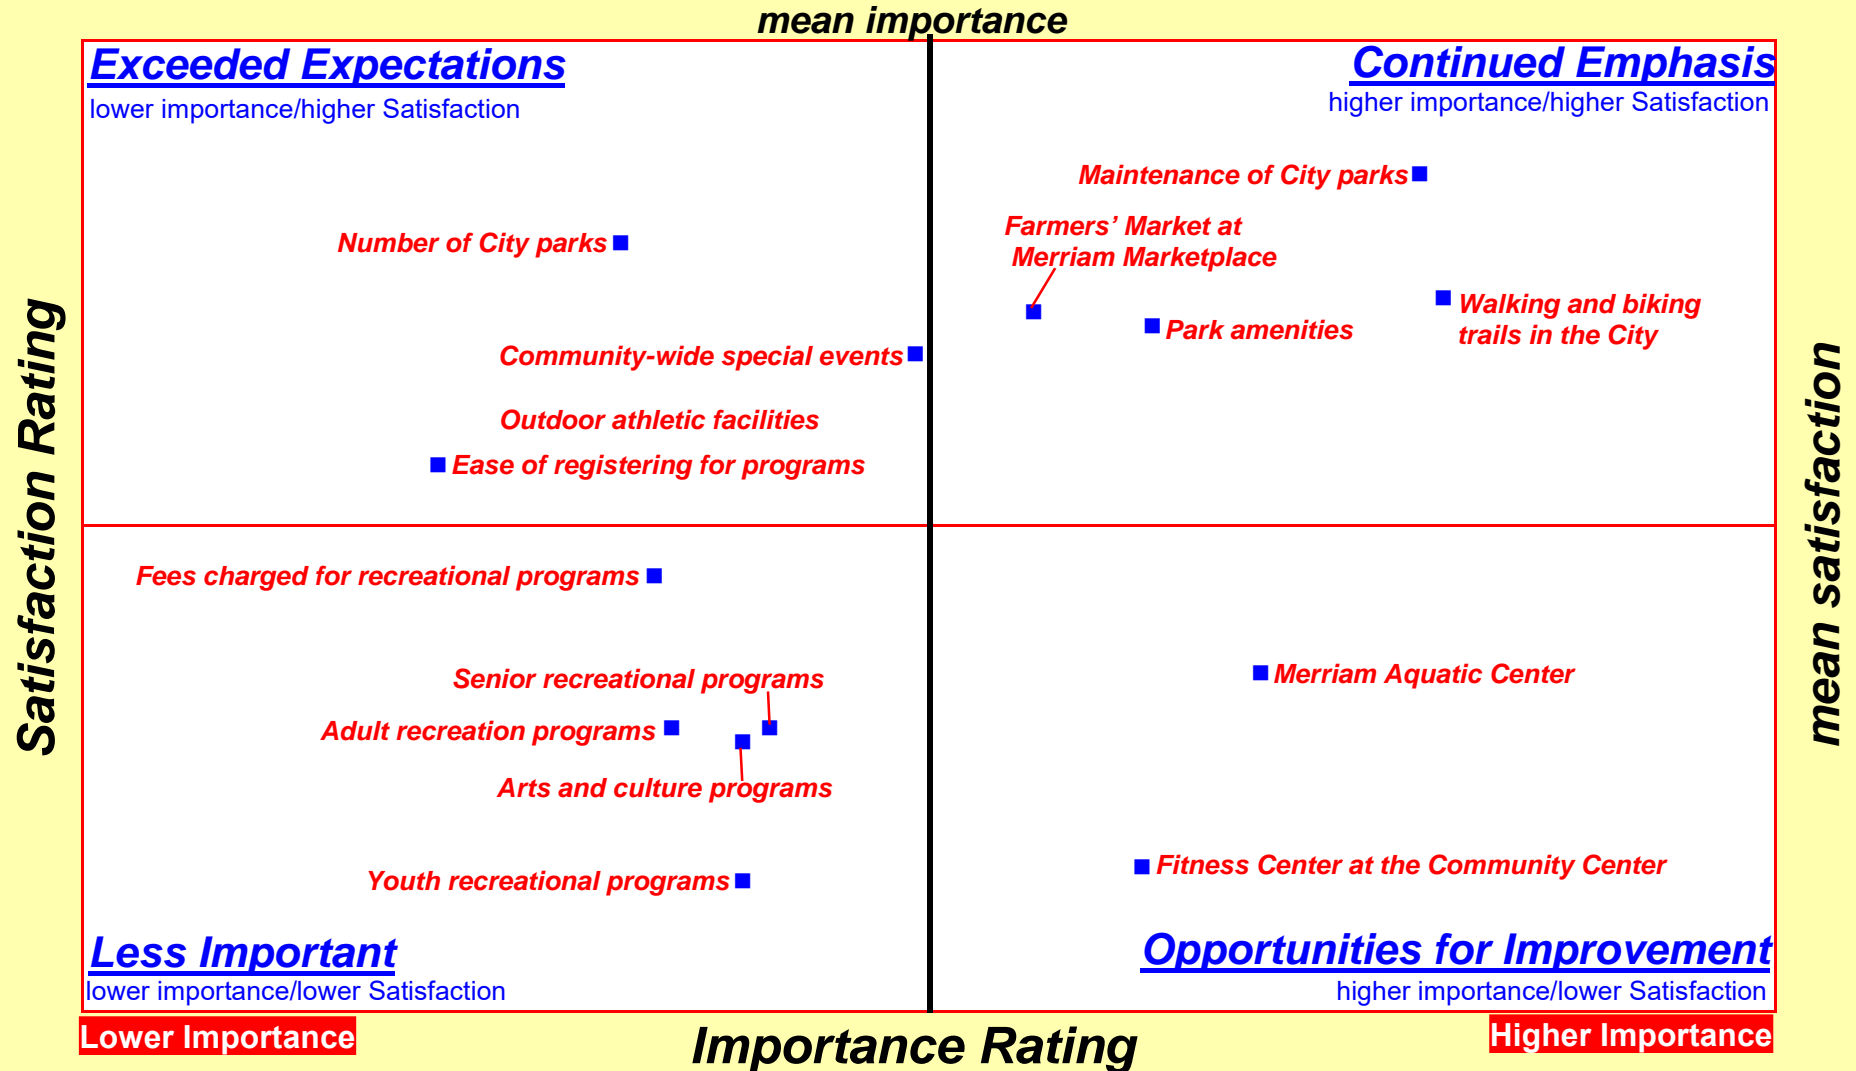 mean importance
Exceeded Expectations
lower importance/higher Satisfaction
Continued Emphasis
higher importance/higher Satisfaction
Maintenance of City parks
Number of City parks
Farmers’ Market at
Merriam Marketplace
Walking and biking
trails in the City
Park amenities
Community-wide special events
Outdoor athletic facilities
Ease of registering for programs
Satisfaction Rating
mean satisfaction
Fees charged for recreational programs
Senior recreational programs
Merriam Aquatic Center
Adult recreation programs
Arts and culture programs
Youth recreational programs
Fitness Center at the Community Center
Less Important
lower importance/lower Satisfaction
Opportunities for Improvement
higher importance/lower Satisfaction
Lower Importance
Importance Rating
Higher Importance